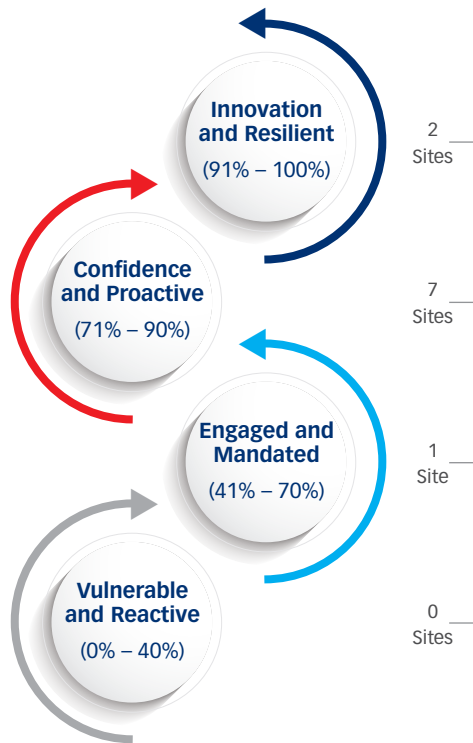 Innovation
and Resilient
(91% – 100%)
2
Sites
Confidence
and Proactive
(71% – 90%)
7
Sites
Engaged and
Mandated
(41% – 70%)
1
Site
Vulnerable
and Reactive
(0% – 40%)
0
Sites